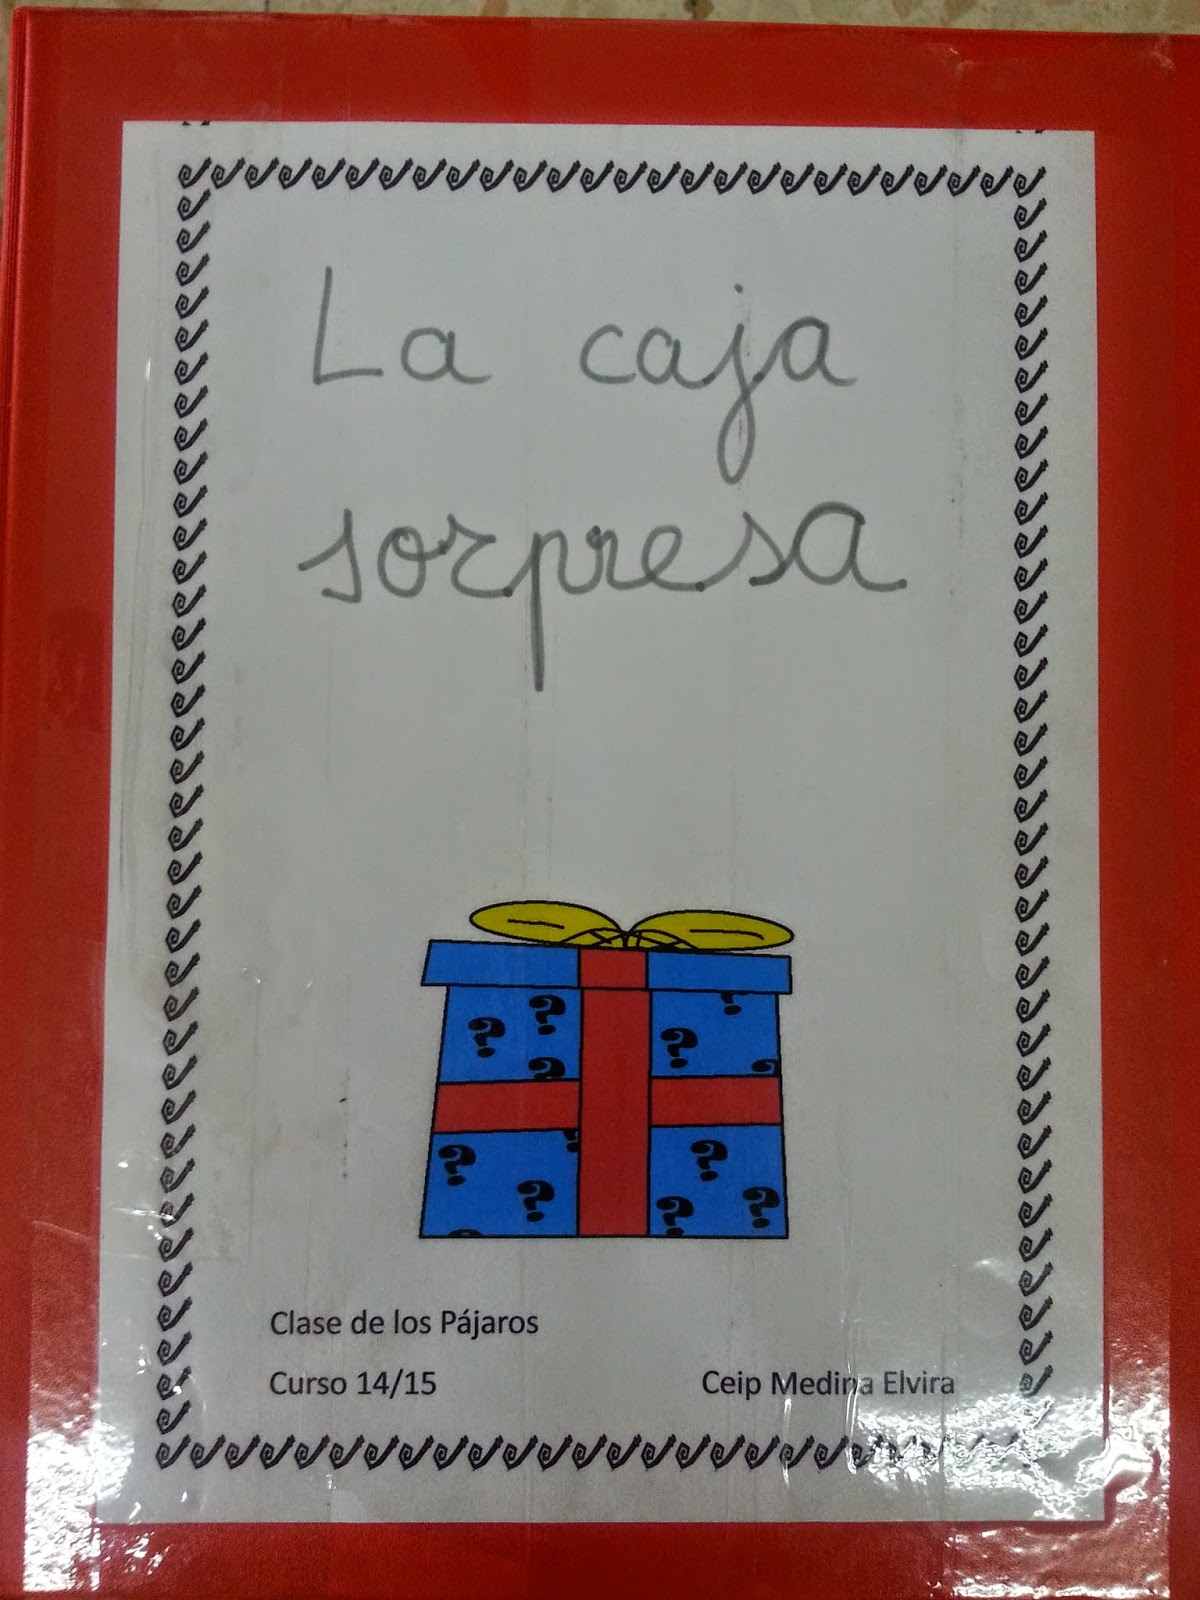 La caja
sorpresa
Clase de los Pájaros
Curso 14/15
Ceip Medina Elvira